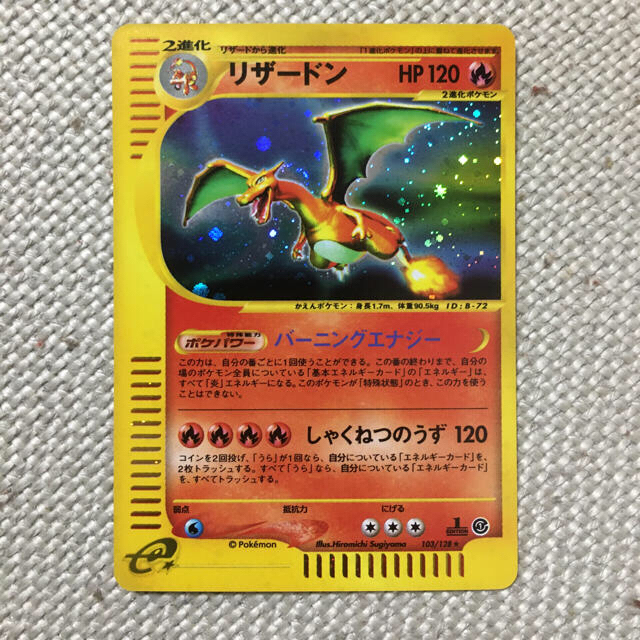 2進化
リザードから進化
「1進化ポケモン」の上に重ねて進化させます。
リザードン
HP 120
2進化ポケモン
かえんポケモン:身長1.7m、体重90.5kg ID:B-72
特殊能力
ポケパワー
バーニングエナジー
この力は、自分の番ごとに1回使うことができる。この番の終わりまで、自分の
場のポケモン全員についている「基本エネルギーカード」の「エネルギー」は、
すべて「炎」エネルギーになる。このポケモンが「特殊状態」のとき、この力を使う
ことはできない。
しゃくねつのうず 120
コインを2回投げ、「うら」が1回なら、自分についている「エネルギーカード」を、
2枚トラッシュする。すべて「うら」なら、自分についている「エネルギーカード」
を、すべてトラッシュする。
弱点
抵抗力
にげる
1
EDITION
© Pokémon
Illus.Hiromichi Sugiyama
103/128 ★
e